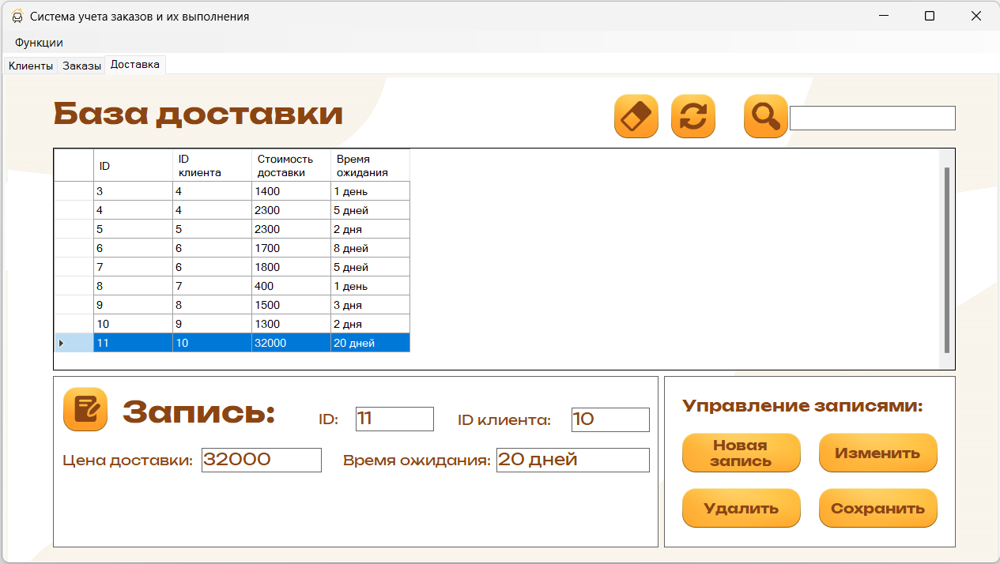 Система учета заказов и их выполнения
Функции
Клиенты Заказы Доставка
База доставки
ID ID клиента Стоимость доставки Время ожидания
3 4 1400 1 день
4 4 2300 5 дней
5 5 2300 2 дня
6 6 1700 8 дней
7 6 1800 5 дней
8 7 400 1 день
9 8 1500 3 дня
10 9 1300 2 дня
11 10 32000 20 дней
Запись: ID: 11 ID клиента: 10
Цена доставки: 32000 Время ожидания: 20 дней
Управление записями:
Новая запись
Изменить
Удалить
Сохранить